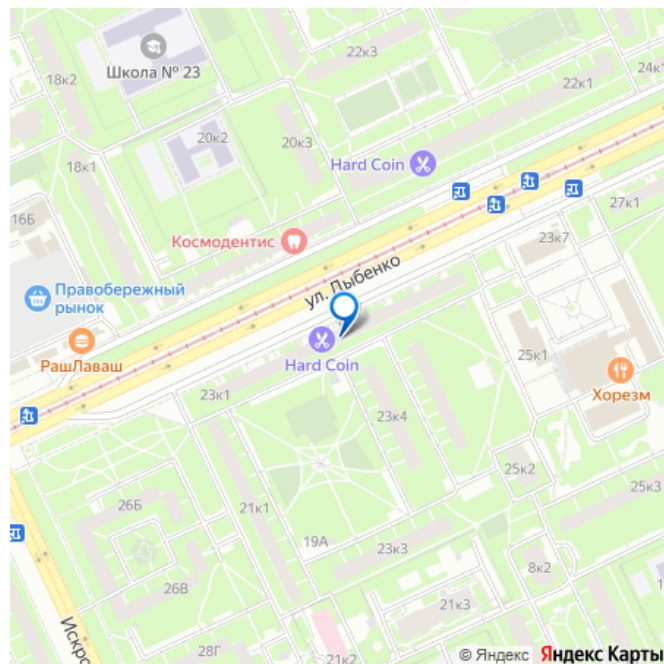 22к3
24к1
18к2
Школа № 23
22к1
20к2
20к3
Hard Coin
18к1
27к1
16Б
23к7
Космодентис
ул. Дыбенко
Правобережный
рынок
РашЛаваш
Hard Coin
25к1
Хорезм
23к1
23к4
25к2
25к3
26Б
21к1
19А
23к3
8к2
26В
21к3
Искро
28Г
21к2
© Яндекс Яндекс Карты